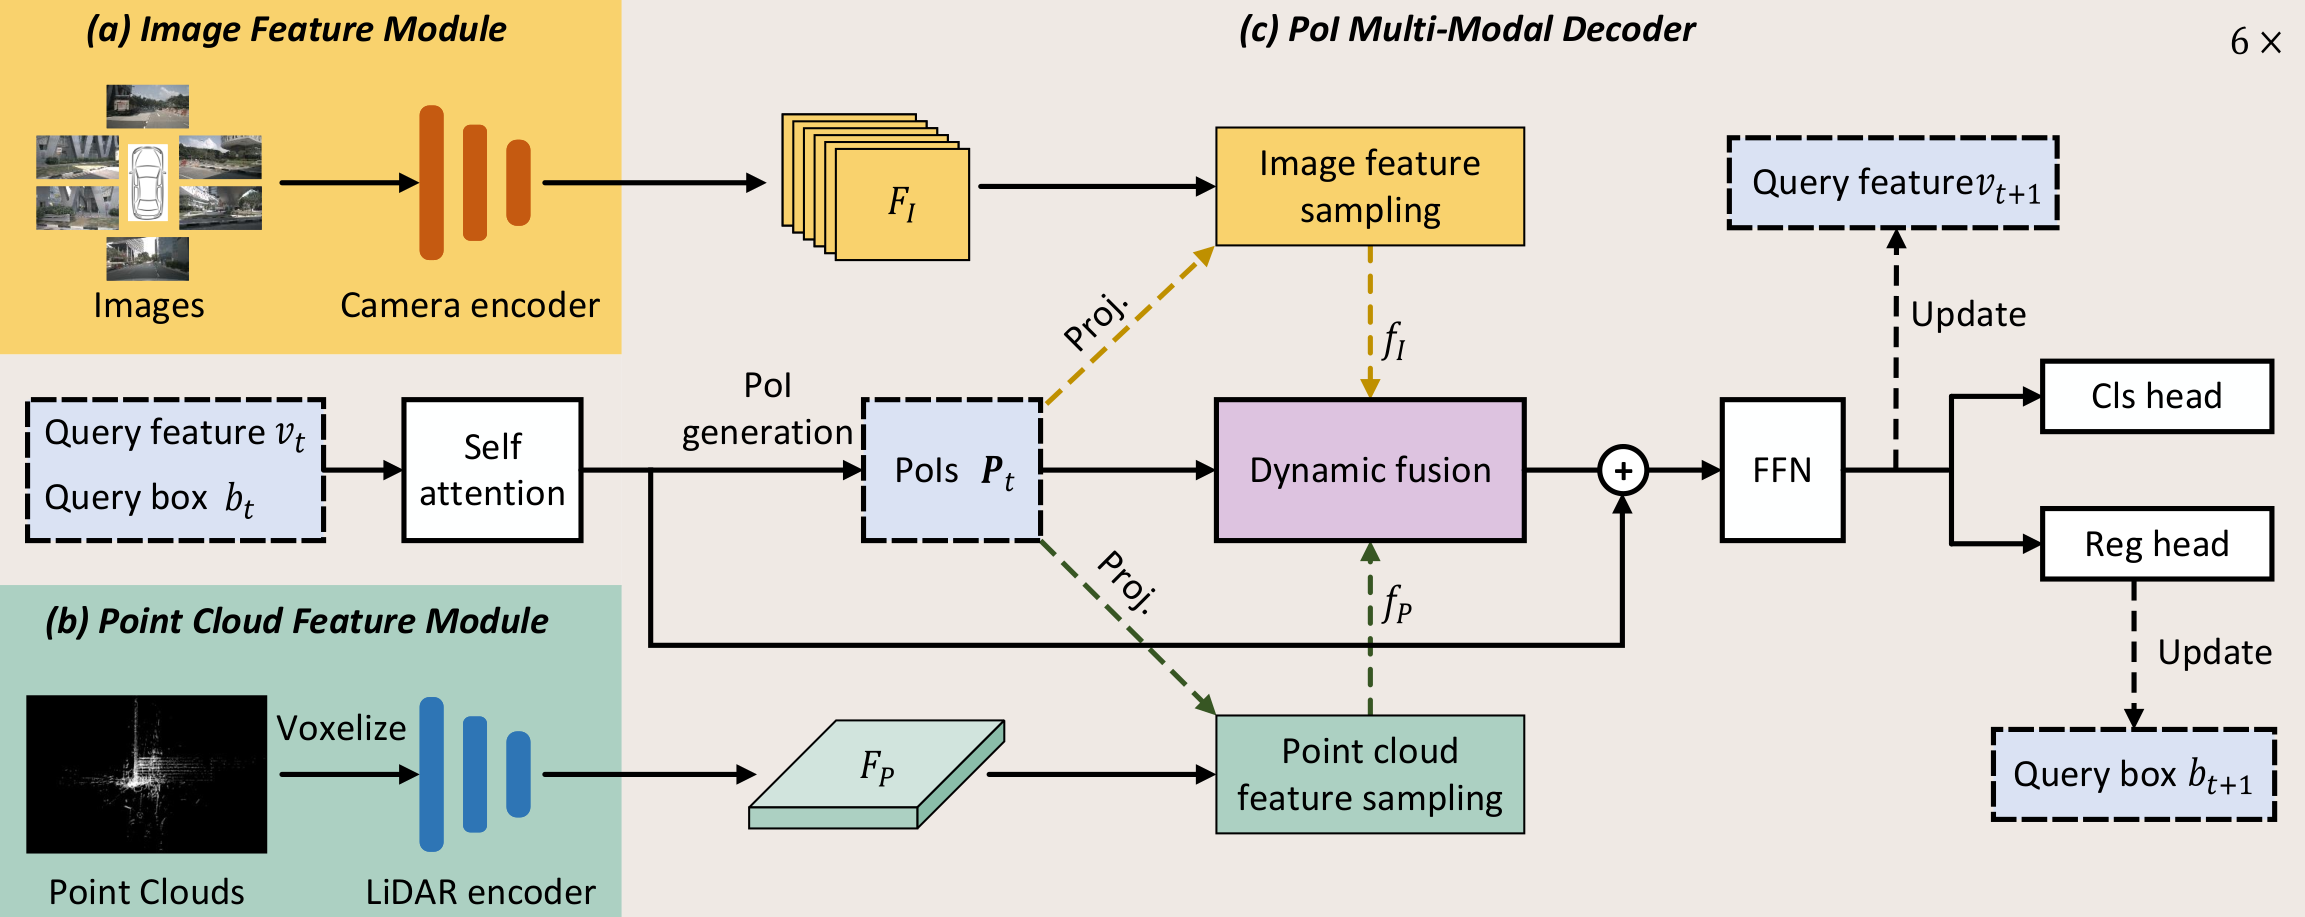 (a) Image Feature Module
Images
Camera encoder
(c) PoI Multi-Modal Decoder
6 ×
F_I
Image feature
sampling
Proj.
f_I
Query feature v_t
Query box b_t
Self
attention
PoI
generation
PoIs P_t
Dynamic fusion
+
FFN
Query feature v_{t+1}
Update
Cls head
Reg head
Update
Query box b_{t+1}
(b) Point Cloud Feature Module
Voxelize
Point Clouds
LiDAR encoder
F_P
Proj.
f_P
Point cloud
feature sampling